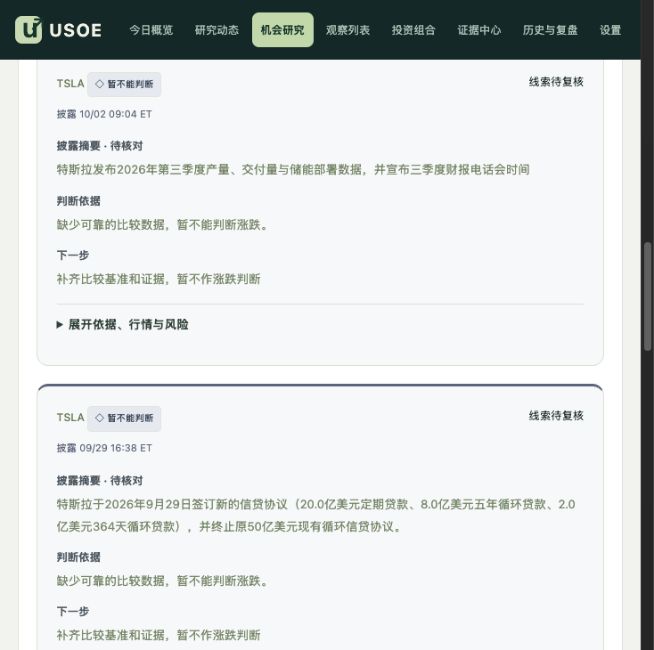 USOE 今日概览 研究动态 机会研究 观察列表 投资组合 证据中心 历史与复盘 设置
TSLA ◇ 暂不能判断 线索待复核
披露 10/02 09:04 ET
披露摘要 · 待核对
特斯拉发布2026年第三季度产量、交付量与储能部署数据，并宣布三季度财报电话会时间
判断依据
缺少可靠的比较数据，暂不能判断涨跌。
下一步
补齐比较基准和证据，暂不作涨跌判断
▶ 展开依据、行情与风险
TSLA ◇ 暂不能判断 线索待复核
披露 09/29 16:38 ET
披露摘要 · 待核对
特斯拉于2026年9月29日签订新的信贷协议（20.0亿美元定期贷款、8.0亿美元五年循环贷款、2.0
亿美元364天循环贷款），并终止原50亿美元现有循环信贷协议。
判断依据
缺少可靠的比较数据，暂不能判断涨跌。
下一步
补齐比较基准和证据，暂不作涨跌判断